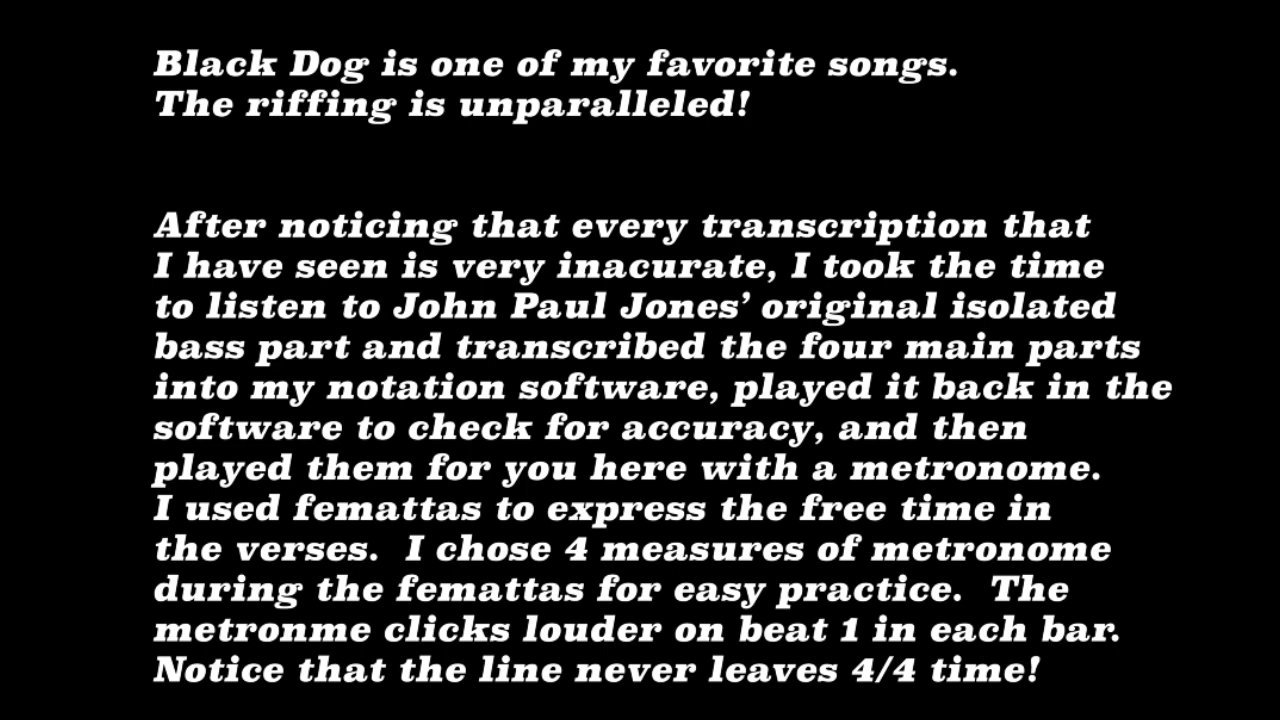 Black Dog is one of my favorite songs.
The riffing is unparalleled!
After noticing that every transcription that
I have seen is very inacurate, I took the time
to listen to John Paul Jones’ original isolated
bass part and transcribed the four main parts
into my notation software, played it back in the
software to check for accuracy, and then
played them for you here with a metronome.
I used femattas to express the free time in
the verses.  I chose 4 measures of metronome
during the femattas for easy practice.  The
metronme clicks louder on beat 1 in each bar.
Notice that the line never leaves 4/4 time!